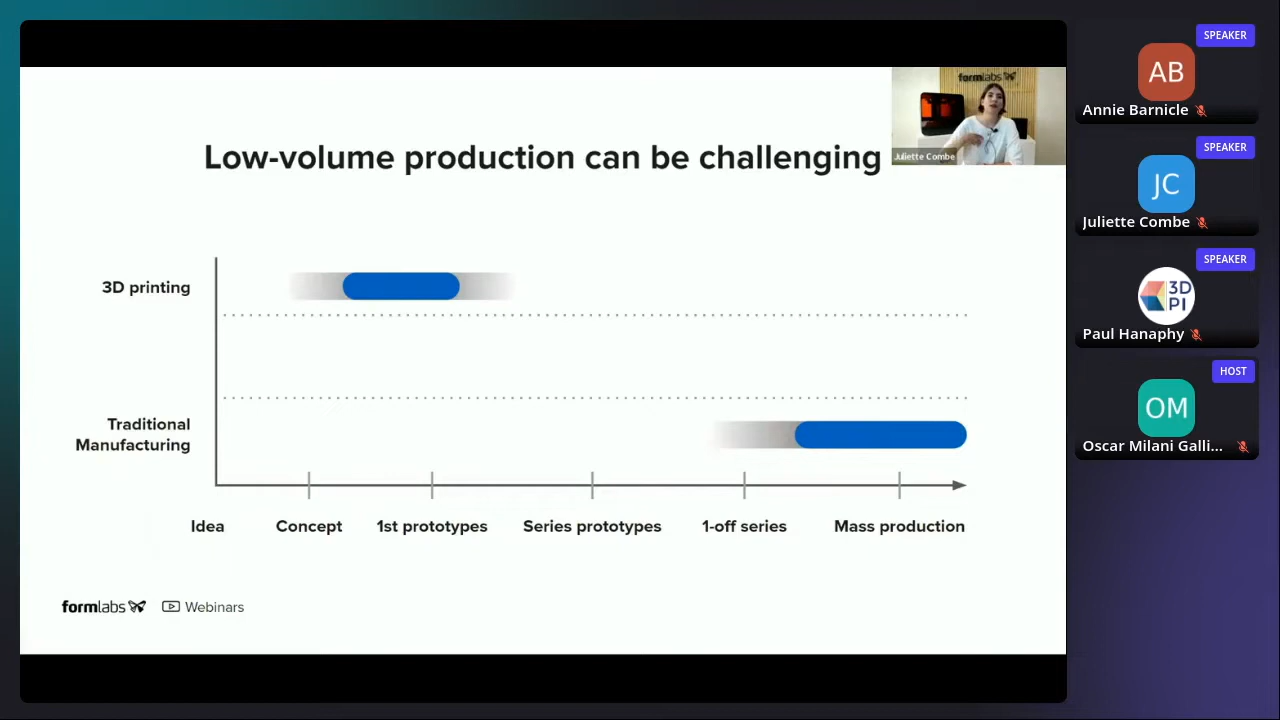 Low-volume production can be challenging
formlabs
Juliette Combe
3D printing
Traditional
Manufacturing
Idea
Concept
1st prototypes
Series prototypes
1-off series
Mass production
formlabs
Webinars
SPEAKER
AB
Annie Barnicle
SPEAKER
JC
Juliette Combe
SPEAKER
3D
PI
Paul Hanaphy
HOST
OM
Oscar Milani Galli...